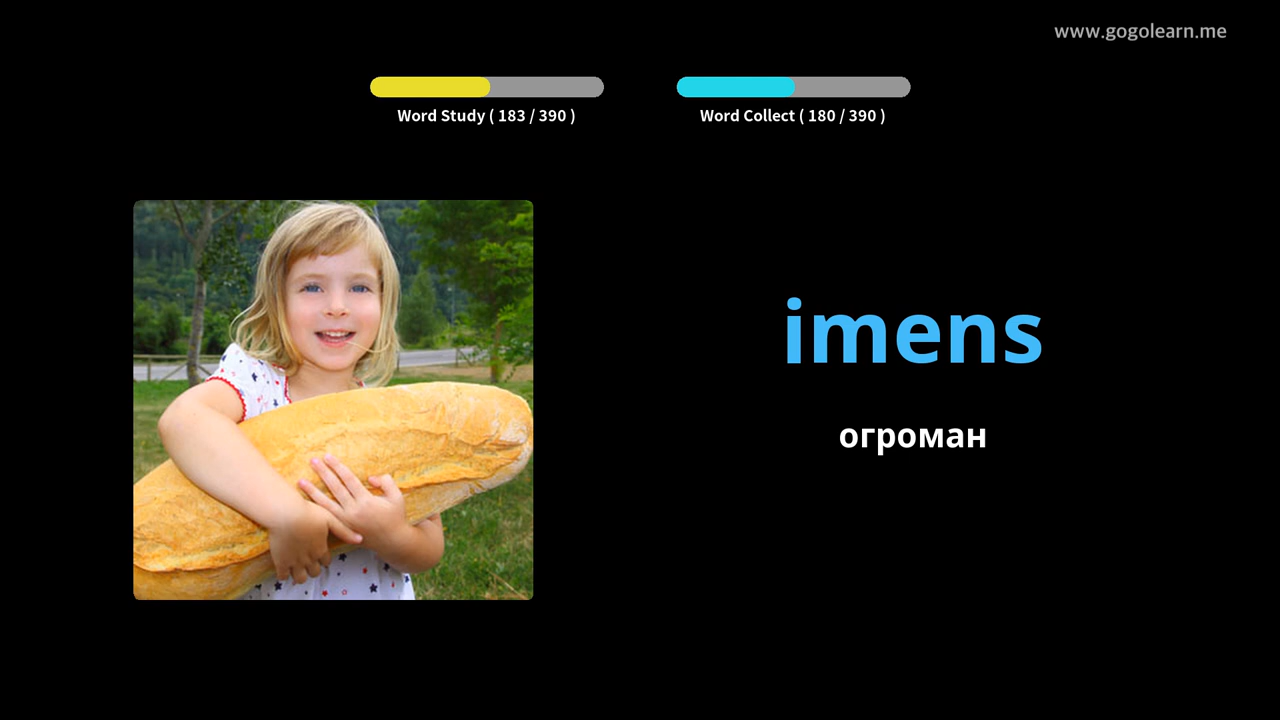 www.gogolearn.me
Word Study ( 183 / 390 )
Word Collect ( 180 / 390 )
imens
огроман